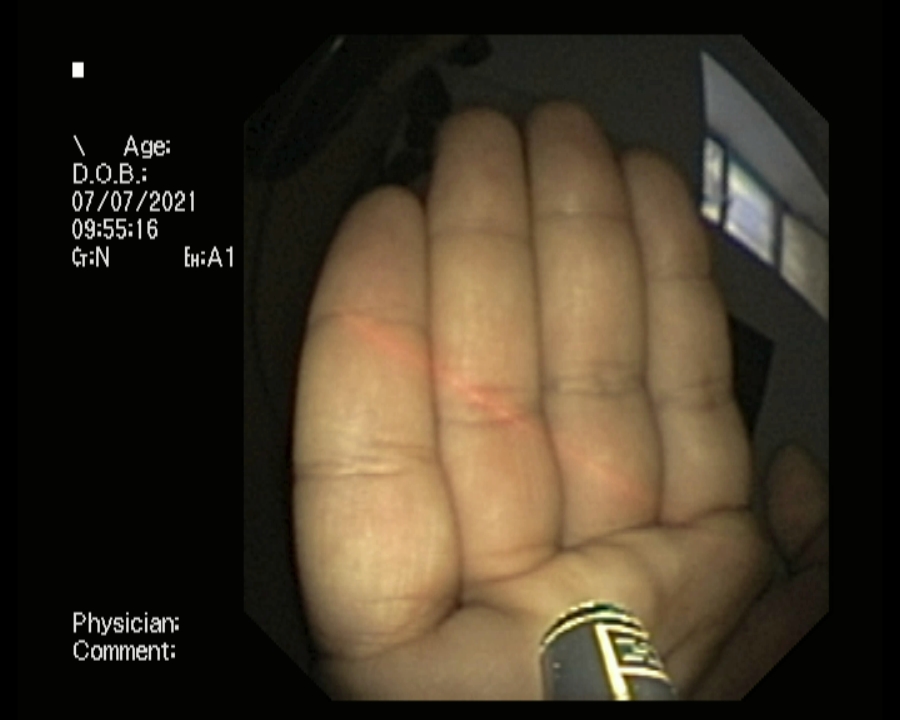 \ Age:
D.O.B.:
07/07/2021
09:55:16
Cr:N EH:A1
Physician:
Comment: